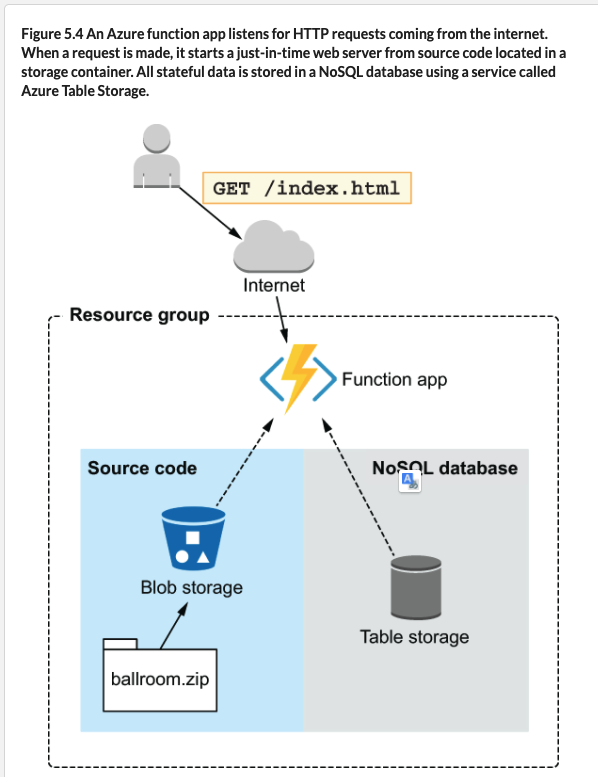 Figure 5.4 An Azure function app listens for HTTP requests coming from the internet.
When a request is made, it starts a just-in-time web server from source code located in a
storage container. All stateful data is stored in a NoSQL database using a service called
Azure Table Storage.
GET /index.html
Internet
Resource group
Function app
Source code
NoSQL database
Blob storage
Table storage
ballroom.zip